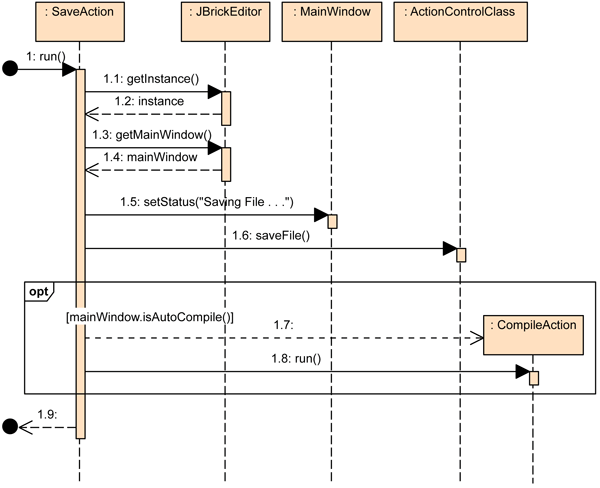 : SaveAction
: JBrickEditor
: MainWindow
: ActionControlClass
1: run()
1.1: getInstance()
1.2: instance
1.3: getMainWindow()
1.4: mainWindow
1.5: setStatus("Saving File . . .")
1.6: saveFile()
opt
[mainWindow.isAutoCompile()]
1.7:
: CompileAction
1.8: run()
1.9: